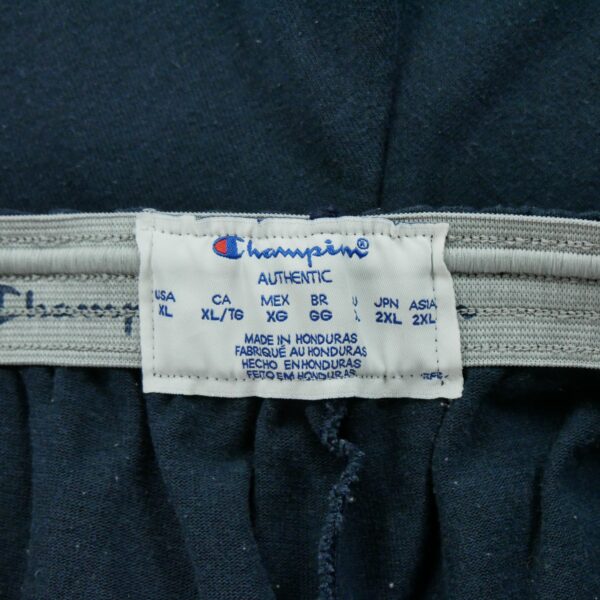 Champion®
AUTHENTIC
USA CA MEX BR U JPN ASIA
XL XL/TG XG GG 2XL 2XL
MADE IN HONDURAS
FABRIQUÉ AU HONDURAS
HECHO EN HONDURAS
FEITO EM HONDURAS
Champion